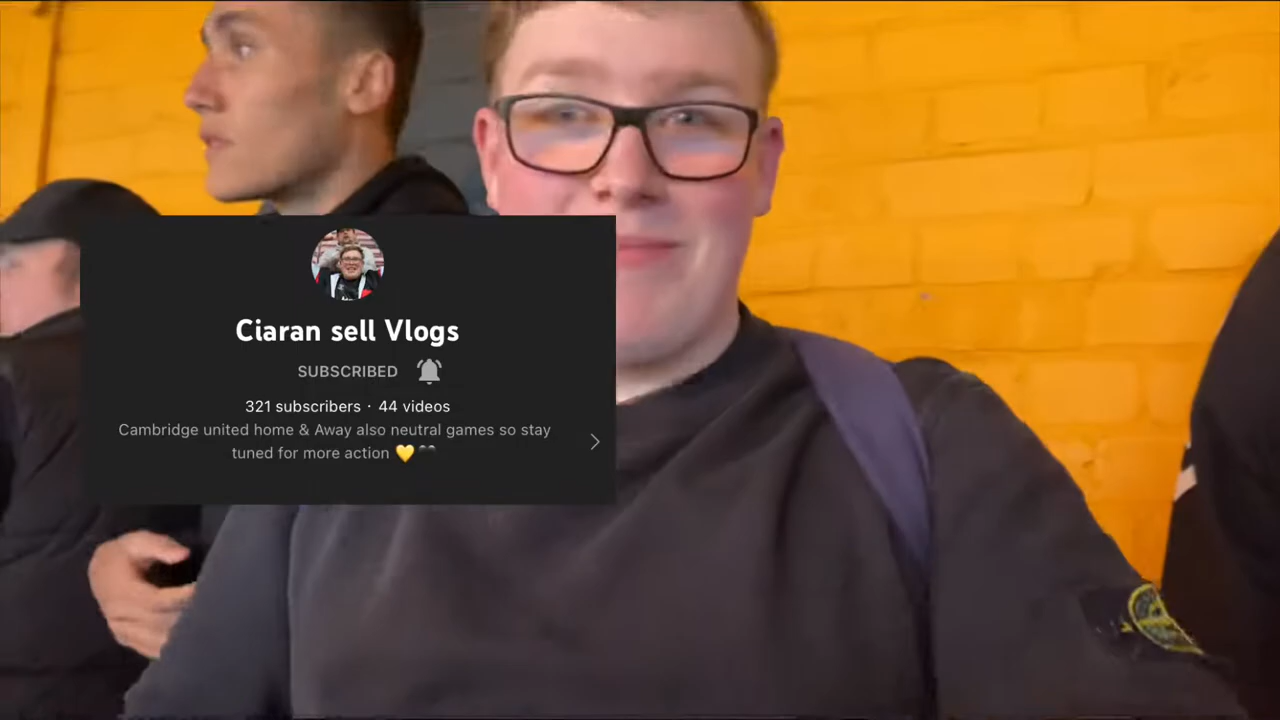 Ciaran sell Vlogs
SUBSCRIBED
321 subscribers · 44 videos
Cambridge united home & Away also neutral games so stay
tuned for more action 💛🖤